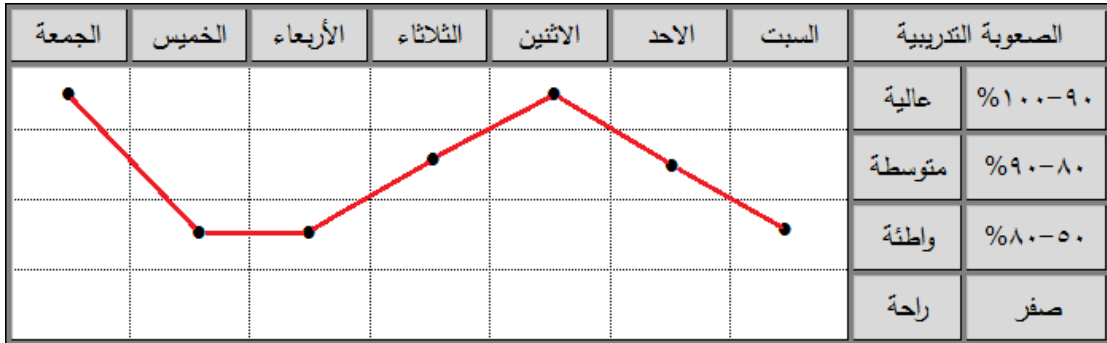 الصعوبة التدريبية السبت الاحد الاثنين الثلاثاء الأربعاء الخميس الجمعة
٩٠-١٠٠% عالية
٨٠-٩٠% متوسطة
٥٠-٨٠% واطئة
صفر راحة